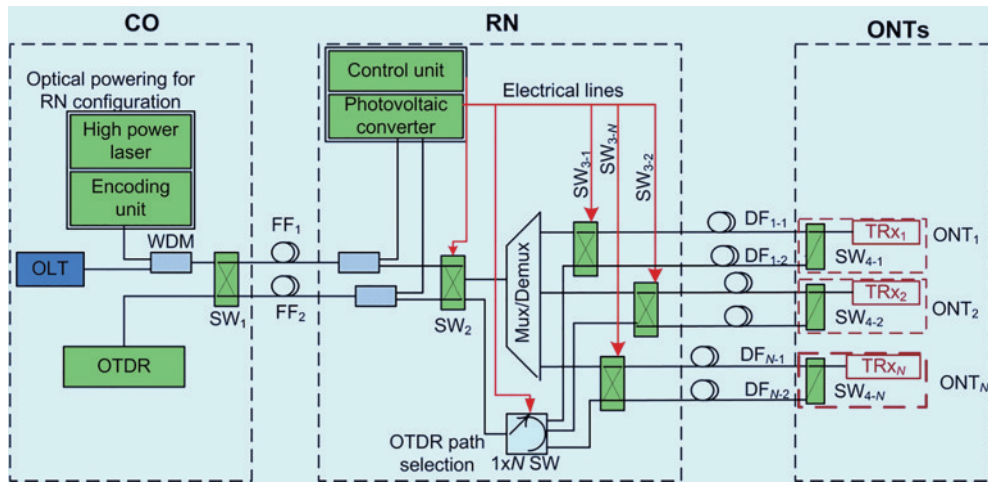 CO
RN
ONTs
Optical powering for
RN configuration
High power
laser
Encoding
unit
WDM
OLT
OTDR
SW1
FF1
FF2
Control unit
Photovoltaic
converter
Electrical lines
SW3-1
SW3-N
SW3-2
SW2
Mux/Demux
OTDR path
selection
1xN SW
DF1-1
DF1-2
DFN-1
DFN-2
TRx1
SW4-1
ONT1
TRx2
SW4-2
ONT2
TRxN
SW4-N
ONTN